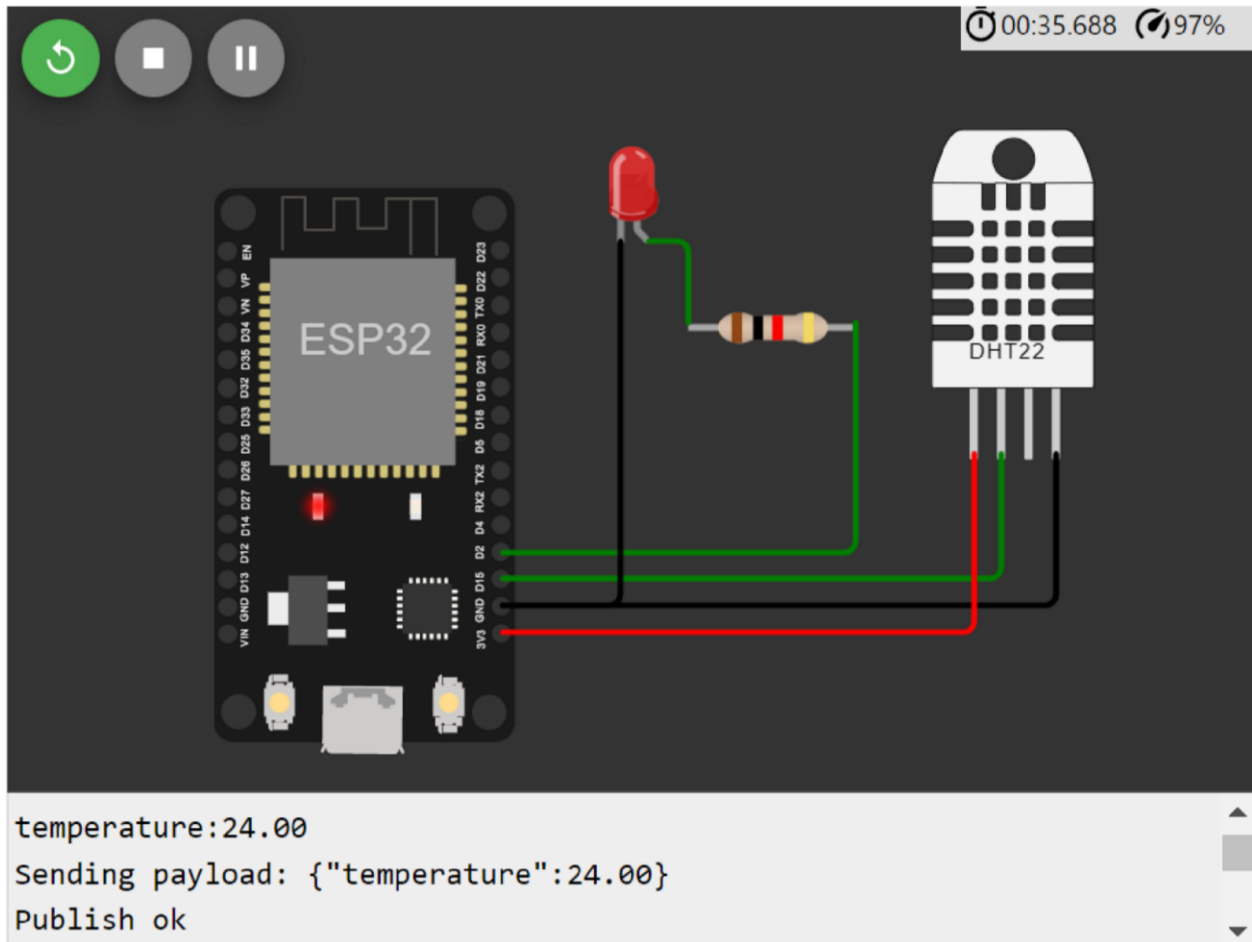 00:35.688 97%
ESP32
EN
VP
VN
D34
D35
D32
D33
D25
D26
D27
D14
D12
D13
GND
VIN
D23
D22
TX0
RX0
D21
D19
D18
D5
TX2
RX2
D4
D2
D15
GND
3V3
DHT22
temperature:24.00
Sending payload: {"temperature":24.00}
Publish ok